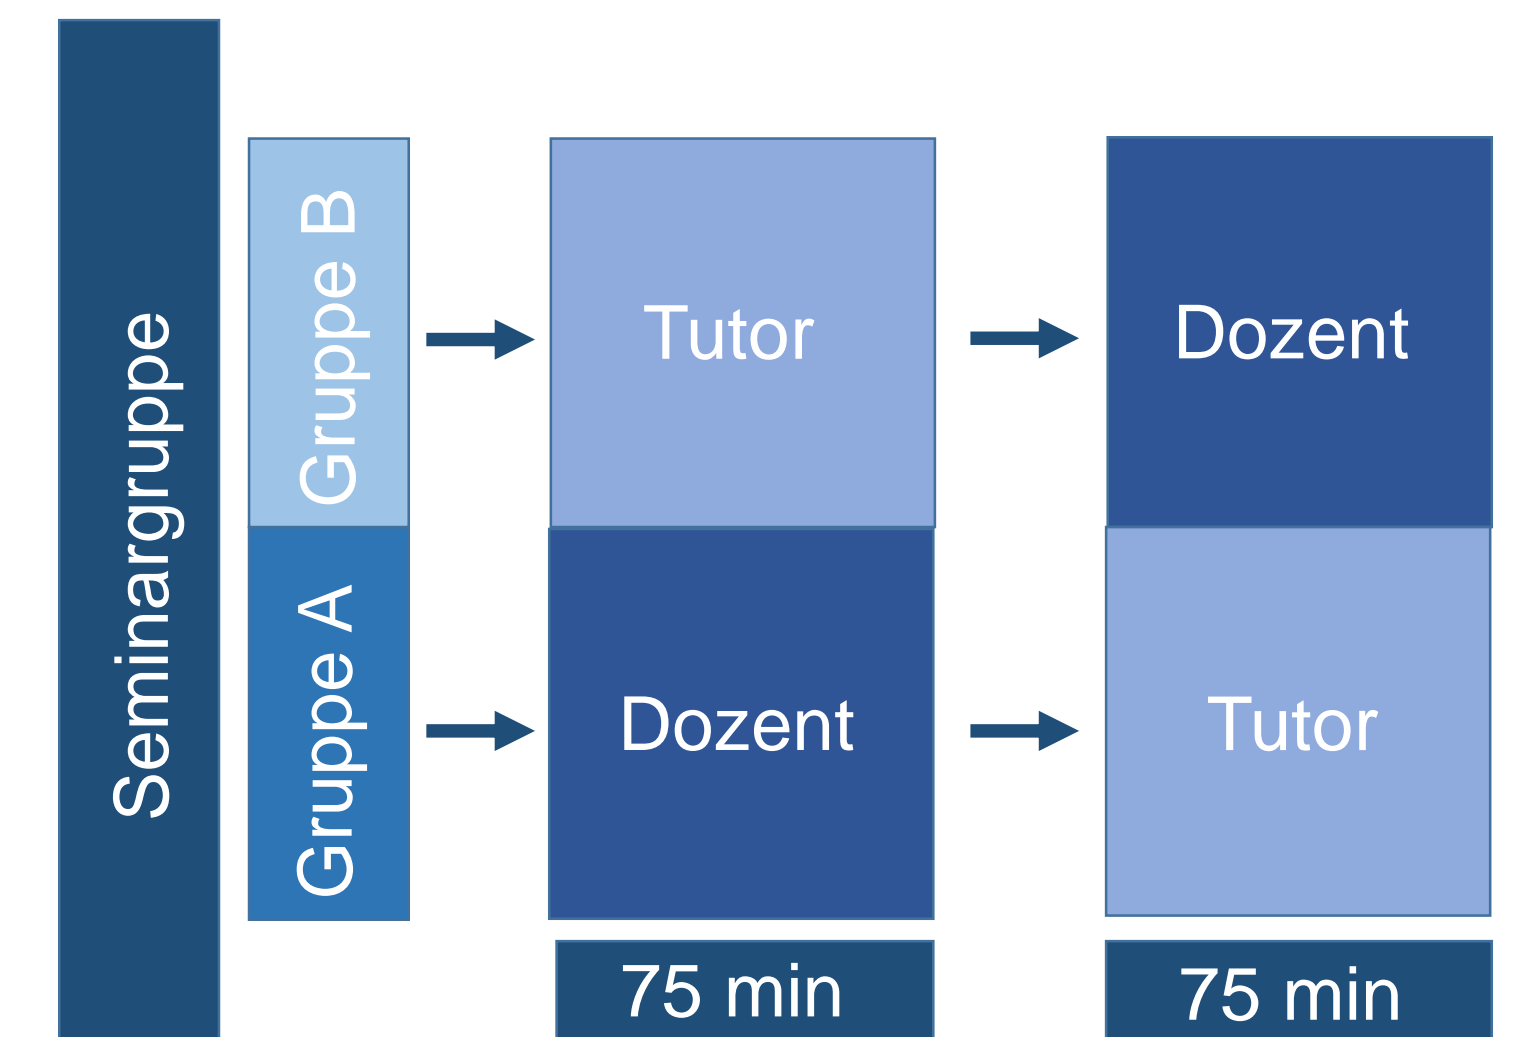 Seminargruppe
Gruppe B
Tutor
Dozent
Gruppe A
Dozent
Tutor
75 min
75 min